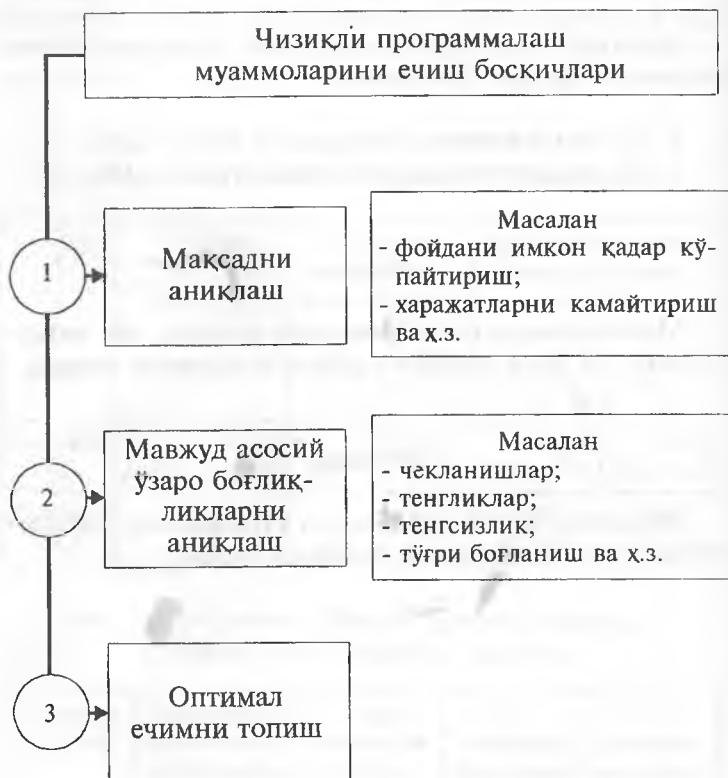 Чизиқли программалаш
муаммоларини ечиш босқичлари
1
Мақсадни
аниқлаш
Масалан
- фойдани имкон қадар кў-
пайтириш;
- харажатларни камайтириш
ва ҳ.з.
2
Мавжуд асосий
ўзаро боғлиқ-
ликларни
аниқлаш
Масалан
- чекланишлар;
- тенгликлар;
- тенгсизлик;
- тўғри боғланиш ва ҳ.з.
3
Оптимал
ечимни топиш